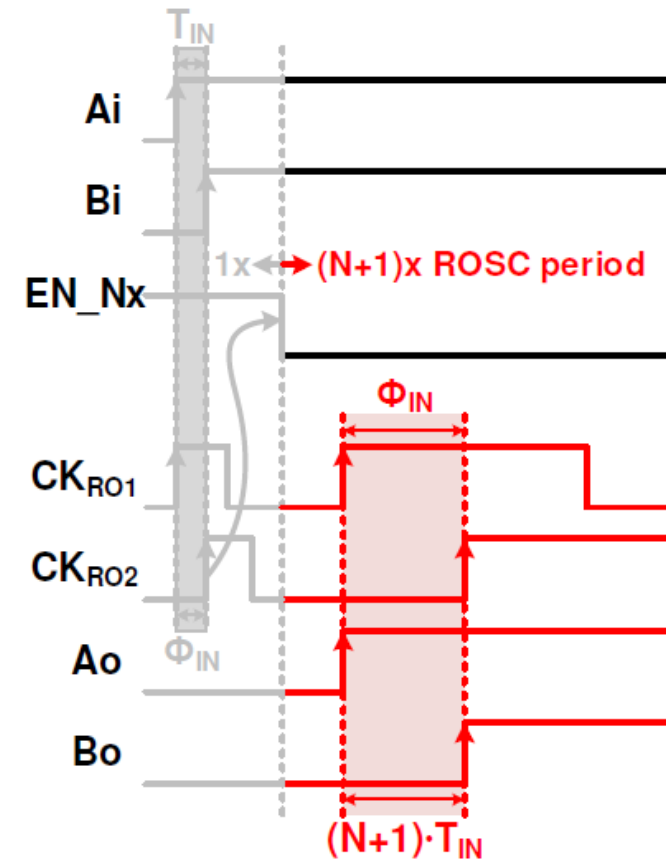 T_IN
Ai
Bi
1x (N+1)x ROSC period
EN_Nx
Φ_IN
CK_RO1
CK_RO2
Φ_IN
Ao
Bo
(N+1)·T_IN